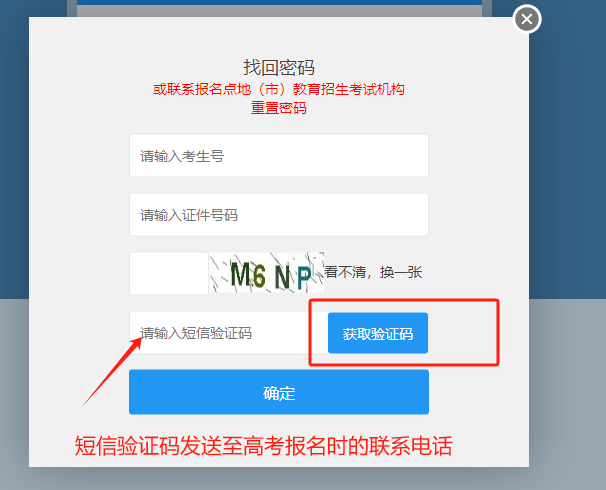 找回密码
或联系报名点地（市）教育招生考试机构
重置密码
请输入考生号
请输入证件号码
M6NP 看不清，换一张
请输入短信验证码 获取验证码
确定
短信验证码发送至高考报名时的联系电话